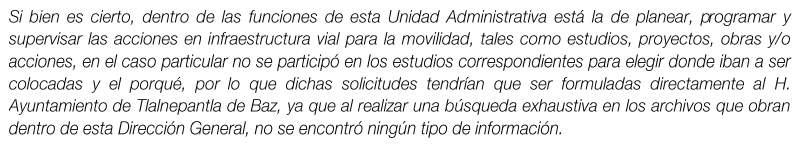 Si bien es cierto, dentro de las funciones de esta Unidad Administrativa está la de planear, programar y
supervisar las acciones en infraestructura vial para la movilidad, tales como estudios, proyectos, obras y/o
acciones, en el caso particular no se participó en los estudios correspondientes para elegir donde iban a ser
colocadas y el porqué, por lo que dichas solicitudes tendrían que ser formuladas directamente al H.
Ayuntamiento de Tlalnepantla de Baz, ya que al realizar una búsqueda exhaustiva en los archivos que obran
dentro de esta Dirección General, no se encontró ningún tipo de información.